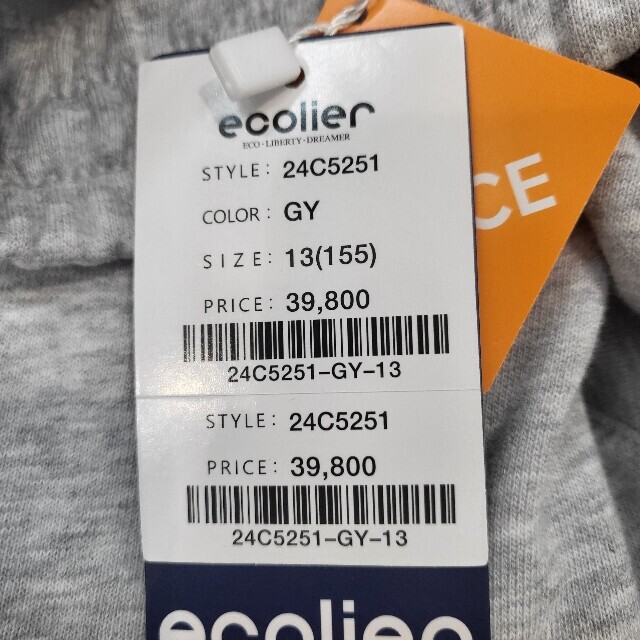 ecolier
ECO·LIBERTY·DREAMER
STYLE: 24C5251
COLOR: GY
SIZE: 13(155)
PRICE: 39,800
24C5251-GY-13
STYLE: 24C5251
PRICE: 39,800
24C5251-GY-13
ecolier